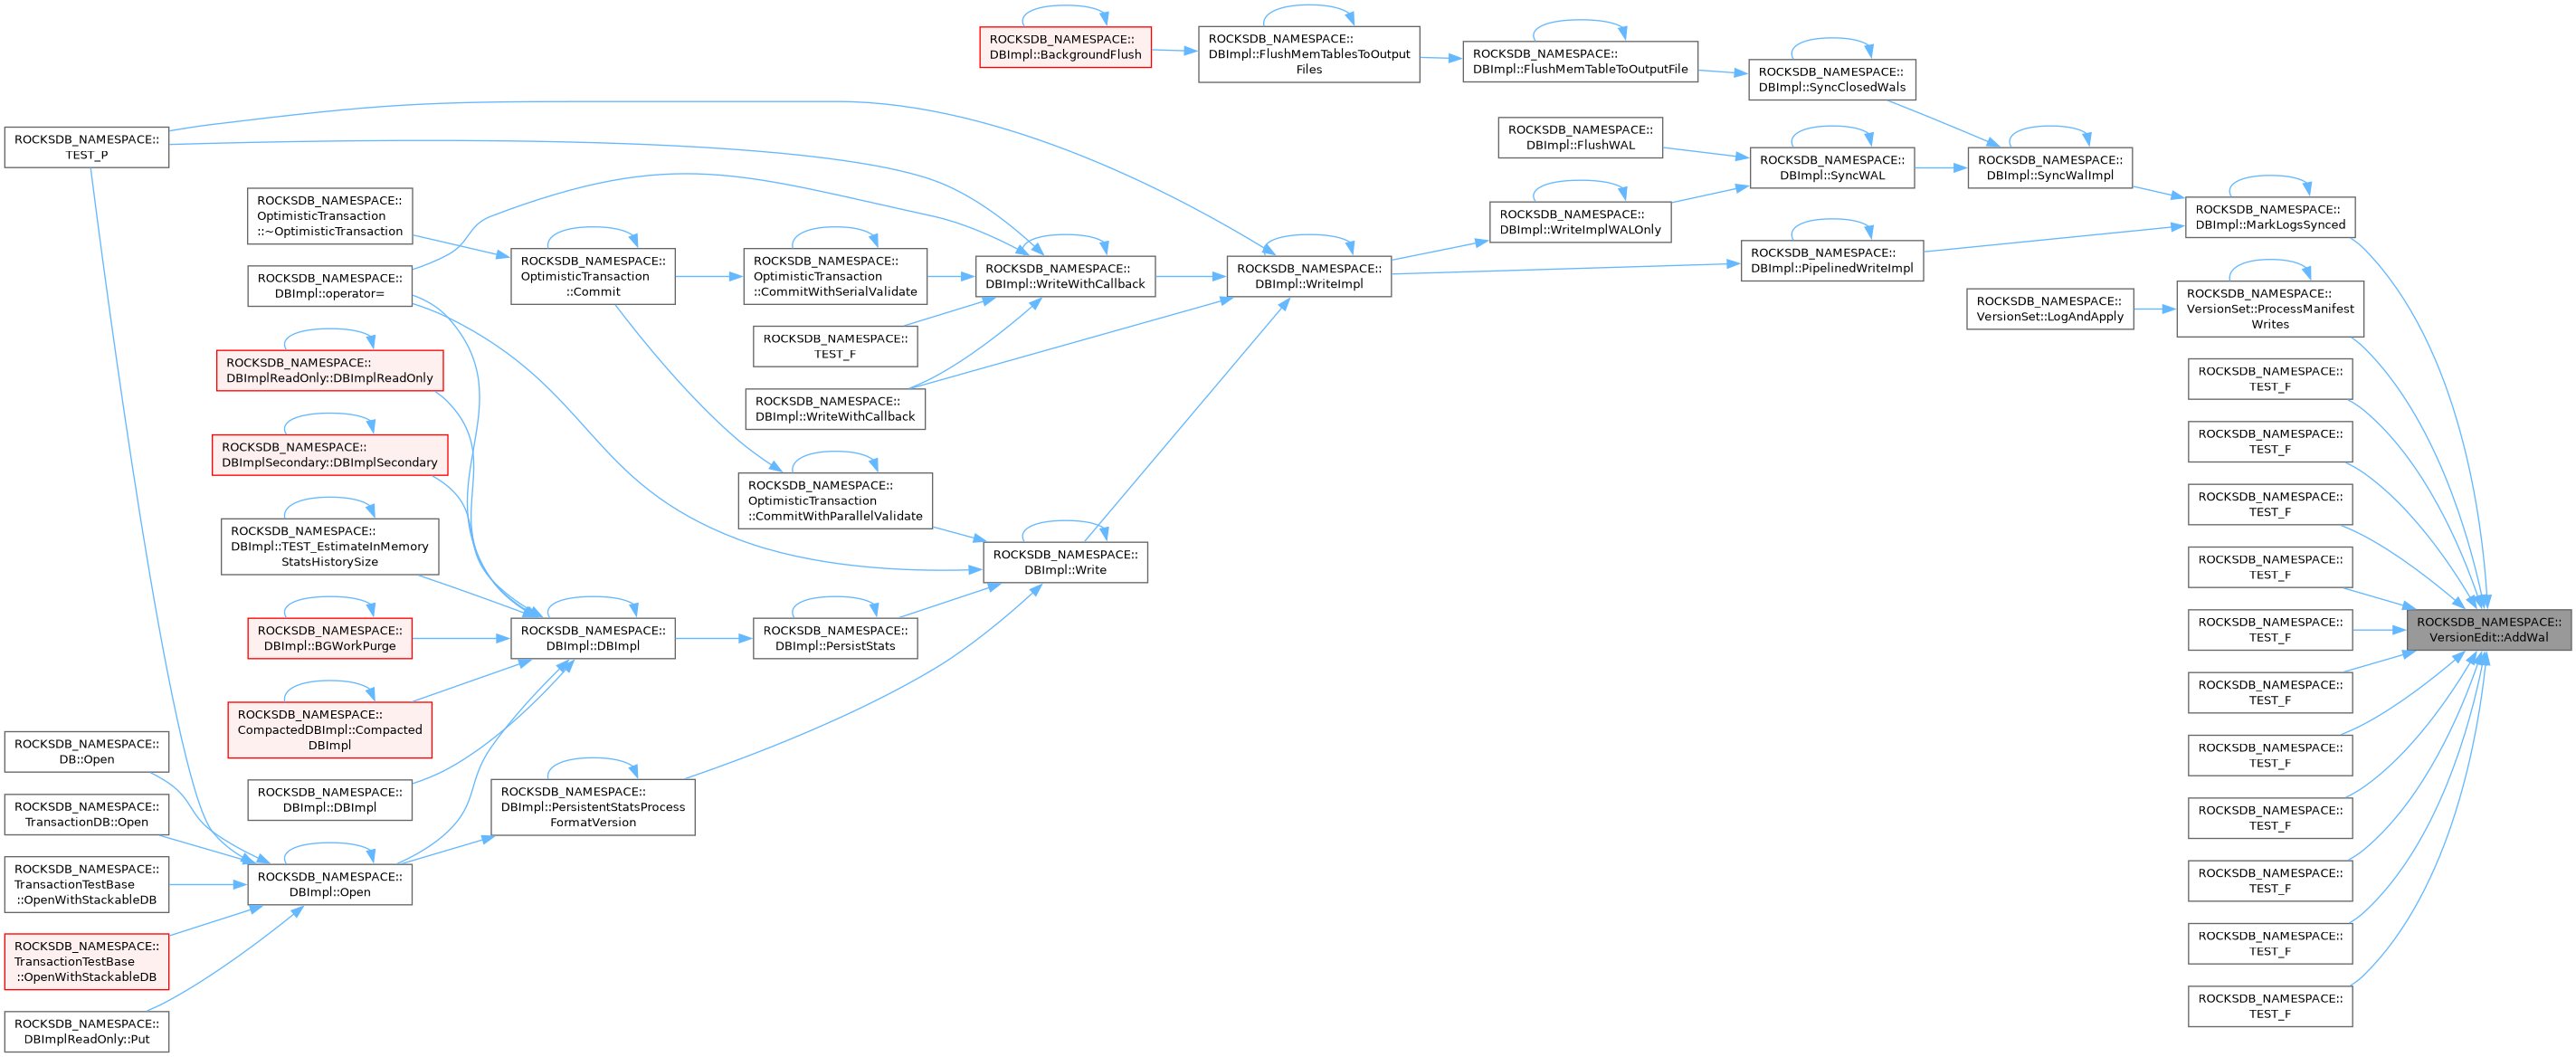 ROCKSDB_NAMESPACE::
DBImpl::BackgroundFlush
ROCKSDB_NAMESPACE::
DBImpl::FlushMemTablesToOutput
Files
ROCKSDB_NAMESPACE::
DBImpl::FlushMemTableToOutputFile
ROCKSDB_NAMESPACE::
DBImpl::SyncClosedWals
ROCKSDB_NAMESPACE::
TEST_P
ROCKSDB_NAMESPACE::
DBImpl::FlushWAL
ROCKSDB_NAMESPACE::
DBImpl::SyncWAL
ROCKSDB_NAMESPACE::
DBImpl::SyncWalImpl
ROCKSDB_NAMESPACE::
OptimisticTransaction
::~OptimisticTransaction
ROCKSDB_NAMESPACE::
DBImpl::WriteImplWALOnly
ROCKSDB_NAMESPACE::
DBImpl::MarkLogsSynced
ROCKSDB_NAMESPACE::
DBImpl::operator=
ROCKSDB_NAMESPACE::
OptimisticTransaction
::Commit
ROCKSDB_NAMESPACE::
OptimisticTransaction
::CommitWithSerialValidate
ROCKSDB_NAMESPACE::
DBImpl::WriteWithCallback
ROCKSDB_NAMESPACE::
DBImpl::WriteImpl
ROCKSDB_NAMESPACE::
DBImpl::PipelinedWriteImpl
ROCKSDB_NAMESPACE::
VersionSet::LogAndApply
ROCKSDB_NAMESPACE::
VersionSet::ProcessManifest
Writes
ROCKSDB_NAMESPACE::
TEST_F
ROCKSDB_NAMESPACE::
DBImplReadOnly::DBImplReadOnly
ROCKSDB_NAMESPACE::
DBImpl::WriteWithCallback
ROCKSDB_NAMESPACE::
TEST_F
ROCKSDB_NAMESPACE::
DBImplSecondary::DBImplSecondary
ROCKSDB_NAMESPACE::
TEST_F
ROCKSDB_NAMESPACE::
OptimisticTransaction
::CommitWithParallelValidate
ROCKSDB_NAMESPACE::
TEST_F
ROCKSDB_NAMESPACE::
DBImpl::TEST_EstimateInMemory
StatsHistorySize
ROCKSDB_NAMESPACE::
DBImpl::Write
ROCKSDB_NAMESPACE::
TEST_F
ROCKSDB_NAMESPACE::
DBImpl::BGWorkPurge
ROCKSDB_NAMESPACE::
DBImpl::DBImpl
ROCKSDB_NAMESPACE::
DBImpl::PersistStats
ROCKSDB_NAMESPACE::
TEST_F
ROCKSDB_NAMESPACE::
VersionEdit::AddWal
ROCKSDB_NAMESPACE::
TEST_F
ROCKSDB_NAMESPACE::
CompactedDBImpl::Compacted
DBImpl
ROCKSDB_NAMESPACE::
DB::Open
ROCKSDB_NAMESPACE::
TEST_F
ROCKSDB_NAMESPACE::
DBImpl::DBImpl
ROCKSDB_NAMESPACE::
DBImpl::PersistentStatsProcess
FormatVersion
ROCKSDB_NAMESPACE::
TransactionDB::Open
ROCKSDB_NAMESPACE::
TEST_F
ROCKSDB_NAMESPACE::
TransactionTestBase
::OpenWithStackableDB
ROCKSDB_NAMESPACE::
DBImpl::Open
ROCKSDB_NAMESPACE::
TEST_F
ROCKSDB_NAMESPACE::
TransactionTestBase
::OpenWithStackableDB
ROCKSDB_NAMESPACE::
TEST_F
ROCKSDB_NAMESPACE::
DBImplReadOnly::Put
ROCKSDB_NAMESPACE::
TEST_F